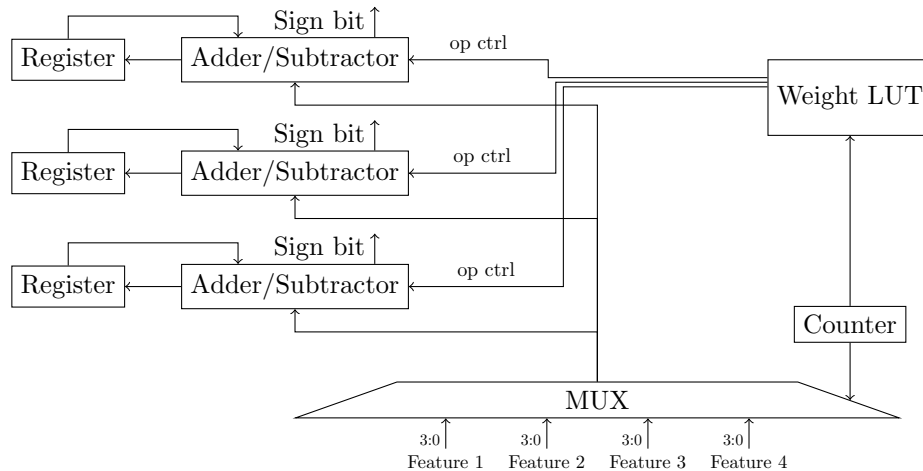 Sign bit
Register
Adder/Subtractor
op ctrl
Weight LUT
Sign bit
Register
Adder/Subtractor
op ctrl
Sign bit
Register
Adder/Subtractor
op ctrl
Counter
MUX
3:0 3:0 3:0 3:0
Feature 1 Feature 2 Feature 3 Feature 4